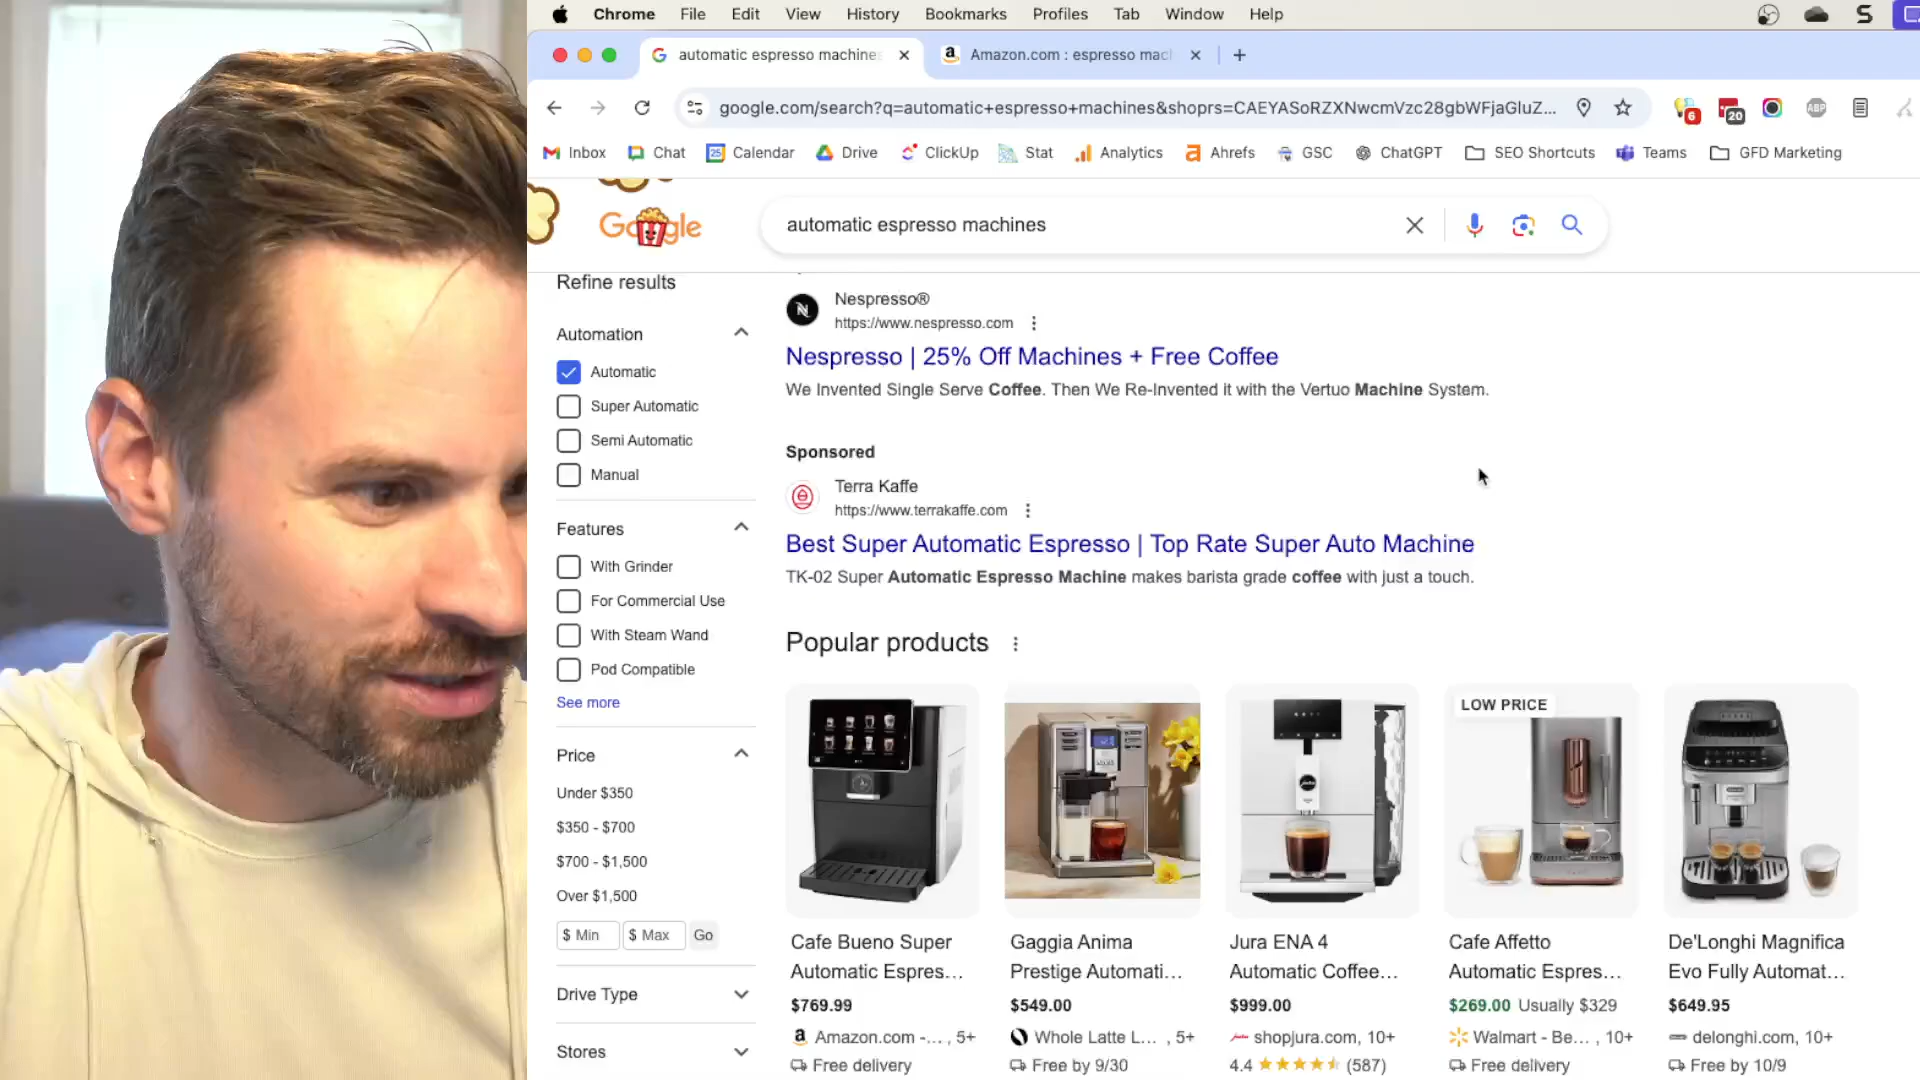 Chrome File Edit View History Bookmarks Profiles Tab Window Help
automatic espresso machines
Amazon.com : espresso mac
google.com/search?q=automatic+espresso+machines&shoprs=CAEYASoRZXNwcmVzc28gbWFjaGluZ...
6
20
ABP
Inbox Chat Calendar Drive ClickUp Stat Analytics Ahrefs GSC ChatGPT SEO Shortcuts Teams GFD Marketing
Google
automatic espresso machines
Refine results
Automation
Automatic
Super Automatic
Semi Automatic
Manual
Features
With Grinder
For Commercial Use
With Steam Wand
Pod Compatible
See more
Price
Under $350
$350 - $700
$700 - $1,500
Over $1,500
$ Min $ Max Go
Drive Type
Stores
Nespresso®
https://www.nespresso.com
Nespresso | 25% Off Machines + Free Coffee
We Invented Single Serve Coffee. Then We Re-Invented it with the Vertuo Machine System.
Sponsored
Terra Kaffe
https://www.terrakaffe.com
Best Super Automatic Espresso | Top Rate Super Auto Machine
TK-02 Super Automatic Espresso Machine makes barista grade coffee with just a touch.
Popular products
Cafe Bueno Super
Automatic Espres...
$769.99
Amazon.com -... , 5+
Free delivery
Gaggia Anima
Prestige Automati...
$549.00
Whole Latte L... , 5+
Free by 9/30
Jura ENA 4
Automatic Coffee...
$999.00
shopjura.com, 10+
4.4 (587)
LOW PRICE
Cafe Affetto
Automatic Espres...
$269.00 Usually $329
Walmart - Be... , 10+
Free delivery
De'Longhi Magnifica
Evo Fully Automat...
$649.95
delonghi.com, 10+
Free by 10/9